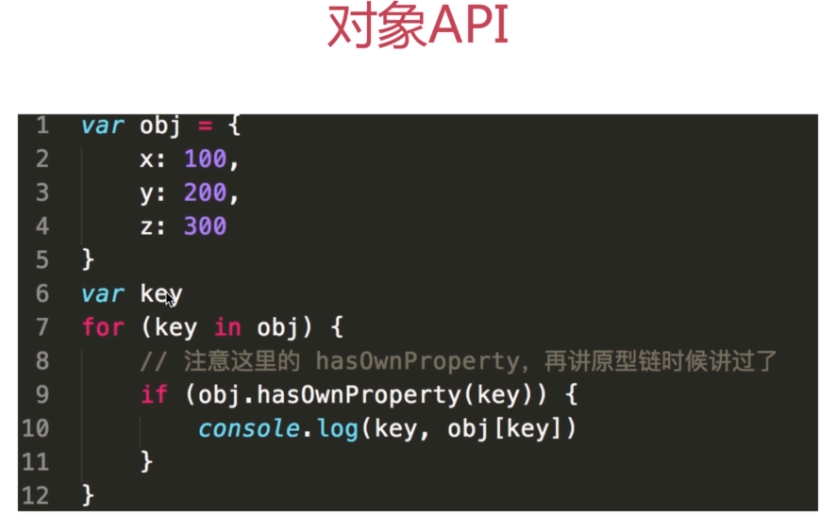 对象API
1 var obj = {
2     x: 100,
3     y: 200,
4     z: 300
5 }
6 var key
7 for (key in obj) {
8     // 注意这里的 hasOwnProperty，再讲原型链时候讲过了
9     if (obj.hasOwnProperty(key)) {
10         console.log(key, obj[key])
11     }
12 }